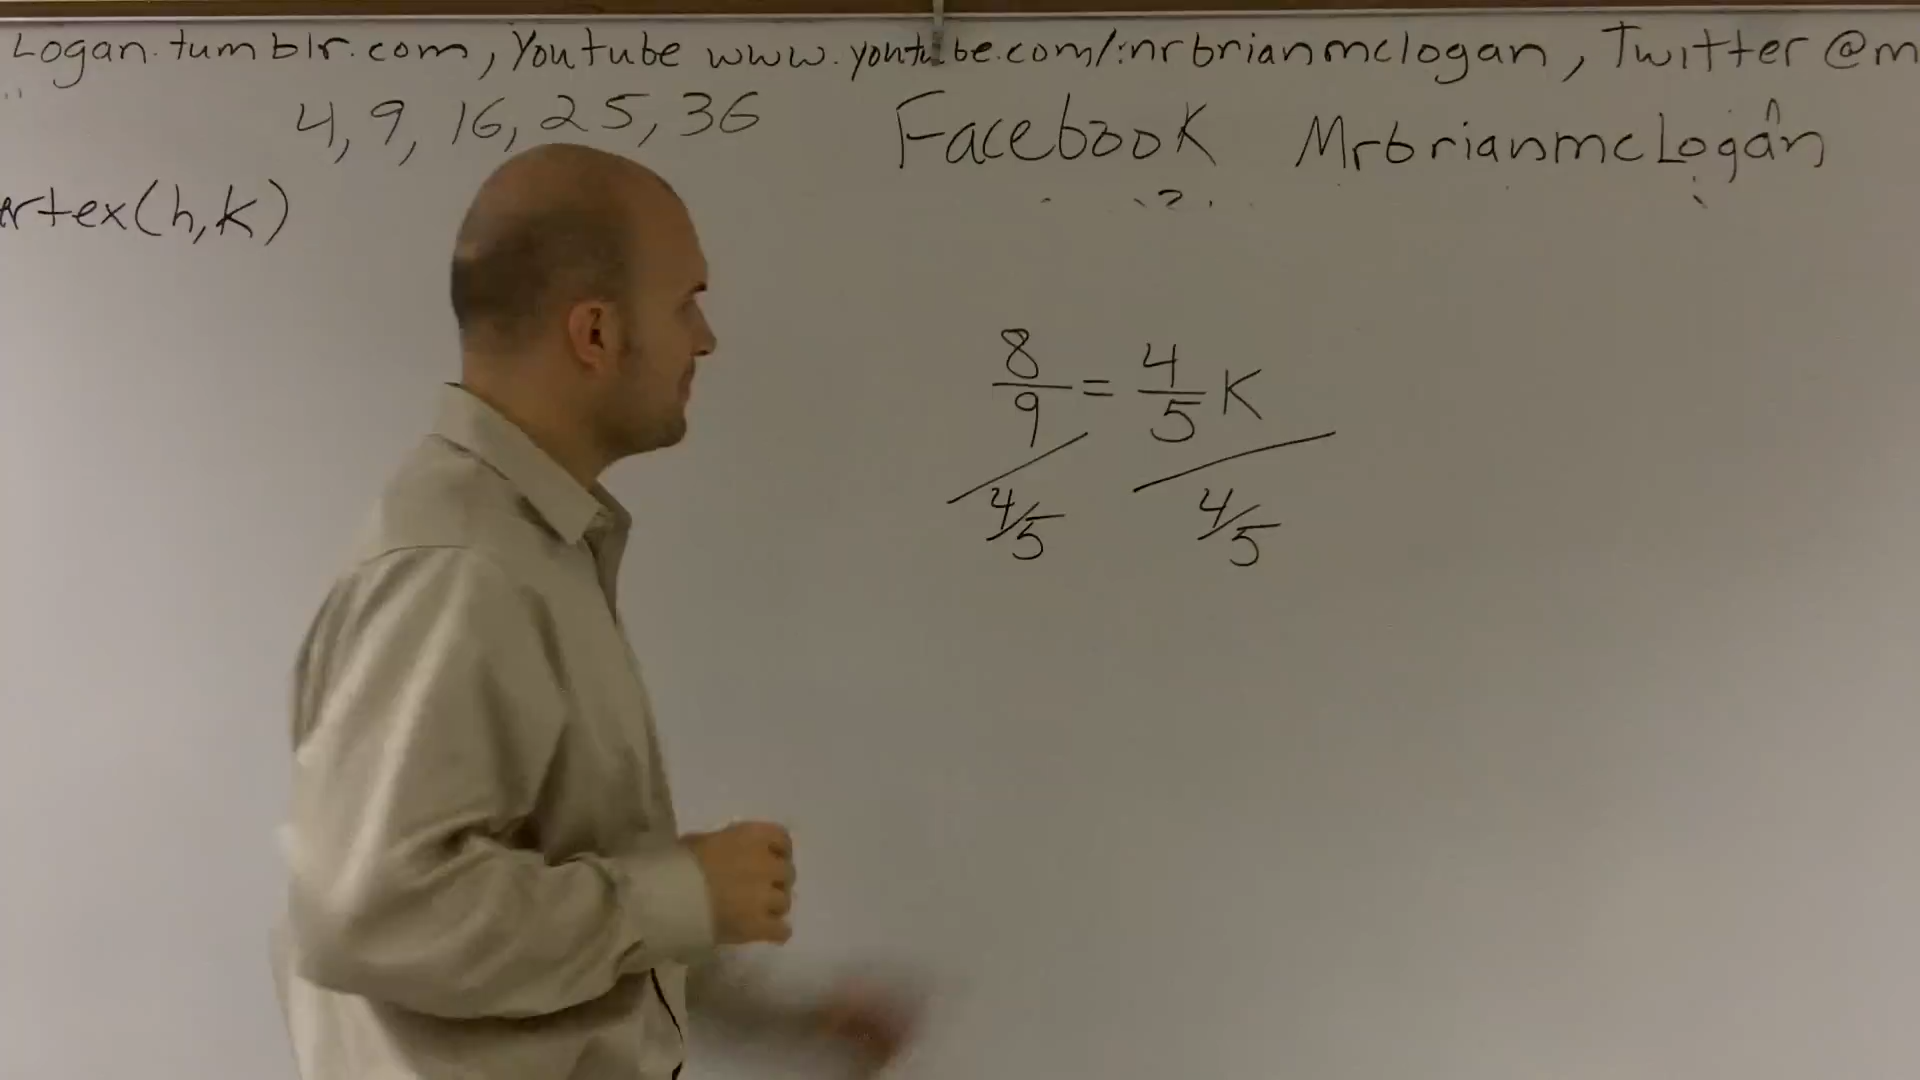 Logan.tumblr.com, Youtube www.youtube.com/mrbrianmclogan, Twitter @m
4, 9, 16, 25, 36
Facebook MrbrianmcLogan
ertex(h,k)
8/9 = 4/5 K
4/5 4/5